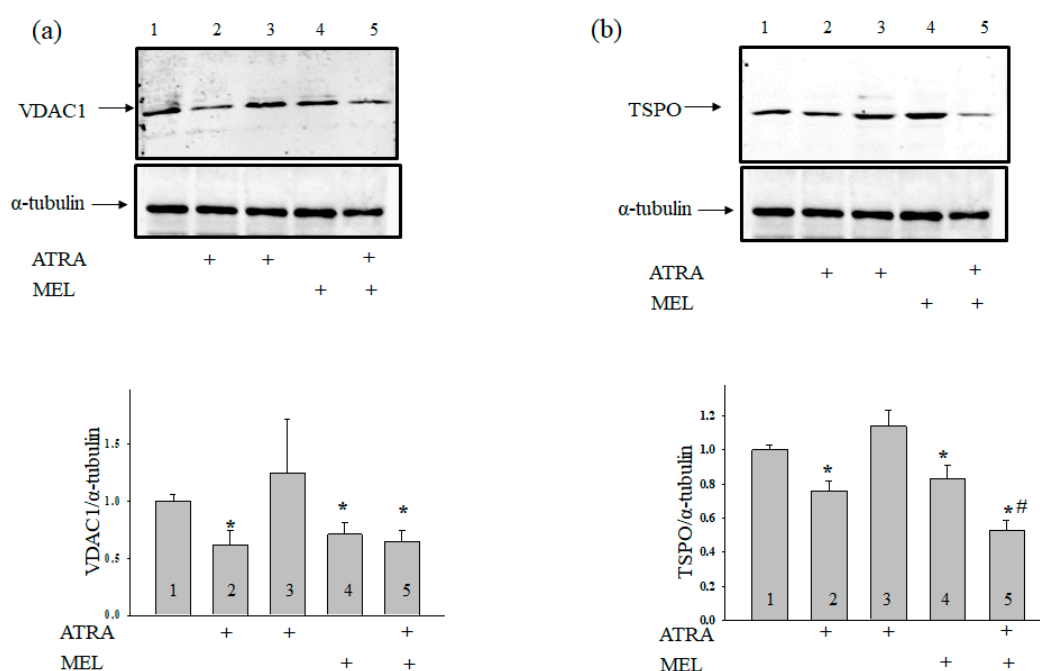 (a)
1 2 3 4 5
VDAC1
α-tubulin
ATRA + + +
MEL + +
VDAC1/α-tubulin
1.5
1.0
0.5
0.0
* * *
1 2 3 4 5
ATRA + + +
MEL + +
(b)
1 2 3 4 5
TSPO
α-tubulin
ATRA + + +
MEL + +
TSPO/α-tubulin
1.2
1.0
0.8
0.6
0.4
0.2
0.0
* * *#
1 2 3 4 5
ATRA + + +
MEL + +